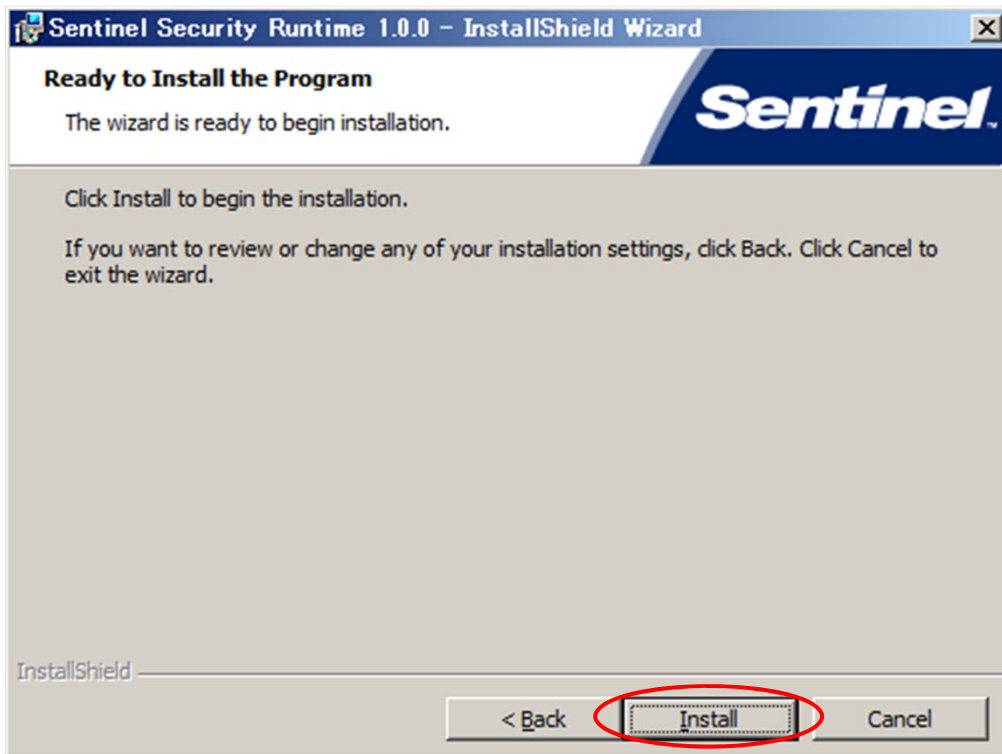 Sentinel Security Runtime 1.0.0 - InstallShield Wizard
Ready to Install the Program
The wizard is ready to begin installation.
Sentinel™
Click Install to begin the installation.
If you want to review or change any of your installation settings, click Back. Click Cancel to
exit the wizard.
InstallShield
< Back
Install
Cancel